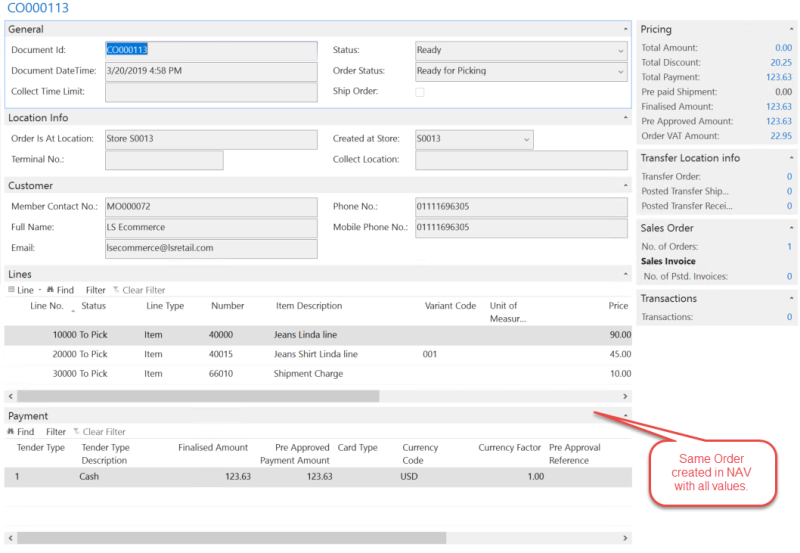 CO000113
General
Document Id: CO000113 Status: Ready
Document DateTime: 3/20/2019 4:58 PM Order Status: Ready for Picking
Collect Time Limit: Ship Order:
Location Info
Order Is At Location: Store S0013 Created at Store: S0013
Terminal No.: Collect Location:
Customer
Member Contact No.: MO000072 Phone No.: 01111696305
Full Name: LS Ecommerce Mobile Phone No.: 01111696305
Email: lsecommerce@lsretail.com
Lines
Line Find Filter Clear Filter
Line No. Status Line Type Number Item Description Variant Code Unit of Measur... Price
10000 To Pick Item 40000 Jeans Linda line 90.00
20000 To Pick Item 40015 Jeans Shirt Linda line 001 45.00
30000 To Pick Item 66010 Shipment Charge 10.00
Payment
Find Filter Clear Filter
Tender Type Tender Type Description Finalised Amount Pre Approved Payment Amount Card Type Currency Code Currency Factor Pre Approval Reference
1 Cash 123.63 123.63 USD 1.00
Pricing
Total Amount: 0.00
Total Discount: 20.25
Total Payment: 123.63
Pre paid Shipment: 0.00
Finalised Amount: 123.63
Pre Approved Amount: 123.63
Order VAT Amount: 22.95
Transfer Location info
Transfer Order: 0
Posted Transfer Ship... 0
Posted Transfer Recei... 0
Sales Order
No. of Orders: 1
Sales Invoice
No. of Pstd. Invoices: 0
Transactions
Transactions: 0
Same Order
created in NAV
with all values.